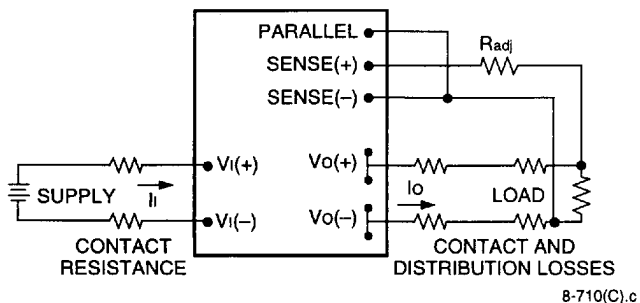 PARALLEL
SENSE(+)
Radj
SENSE(–)
VI(+)
VO(+)
SUPPLY
II
IO
LOAD
VI(–)
VO(–)
CONTACT
RESISTANCE
CONTACT AND
DISTRIBUTION LOSSES
8-710(C).c